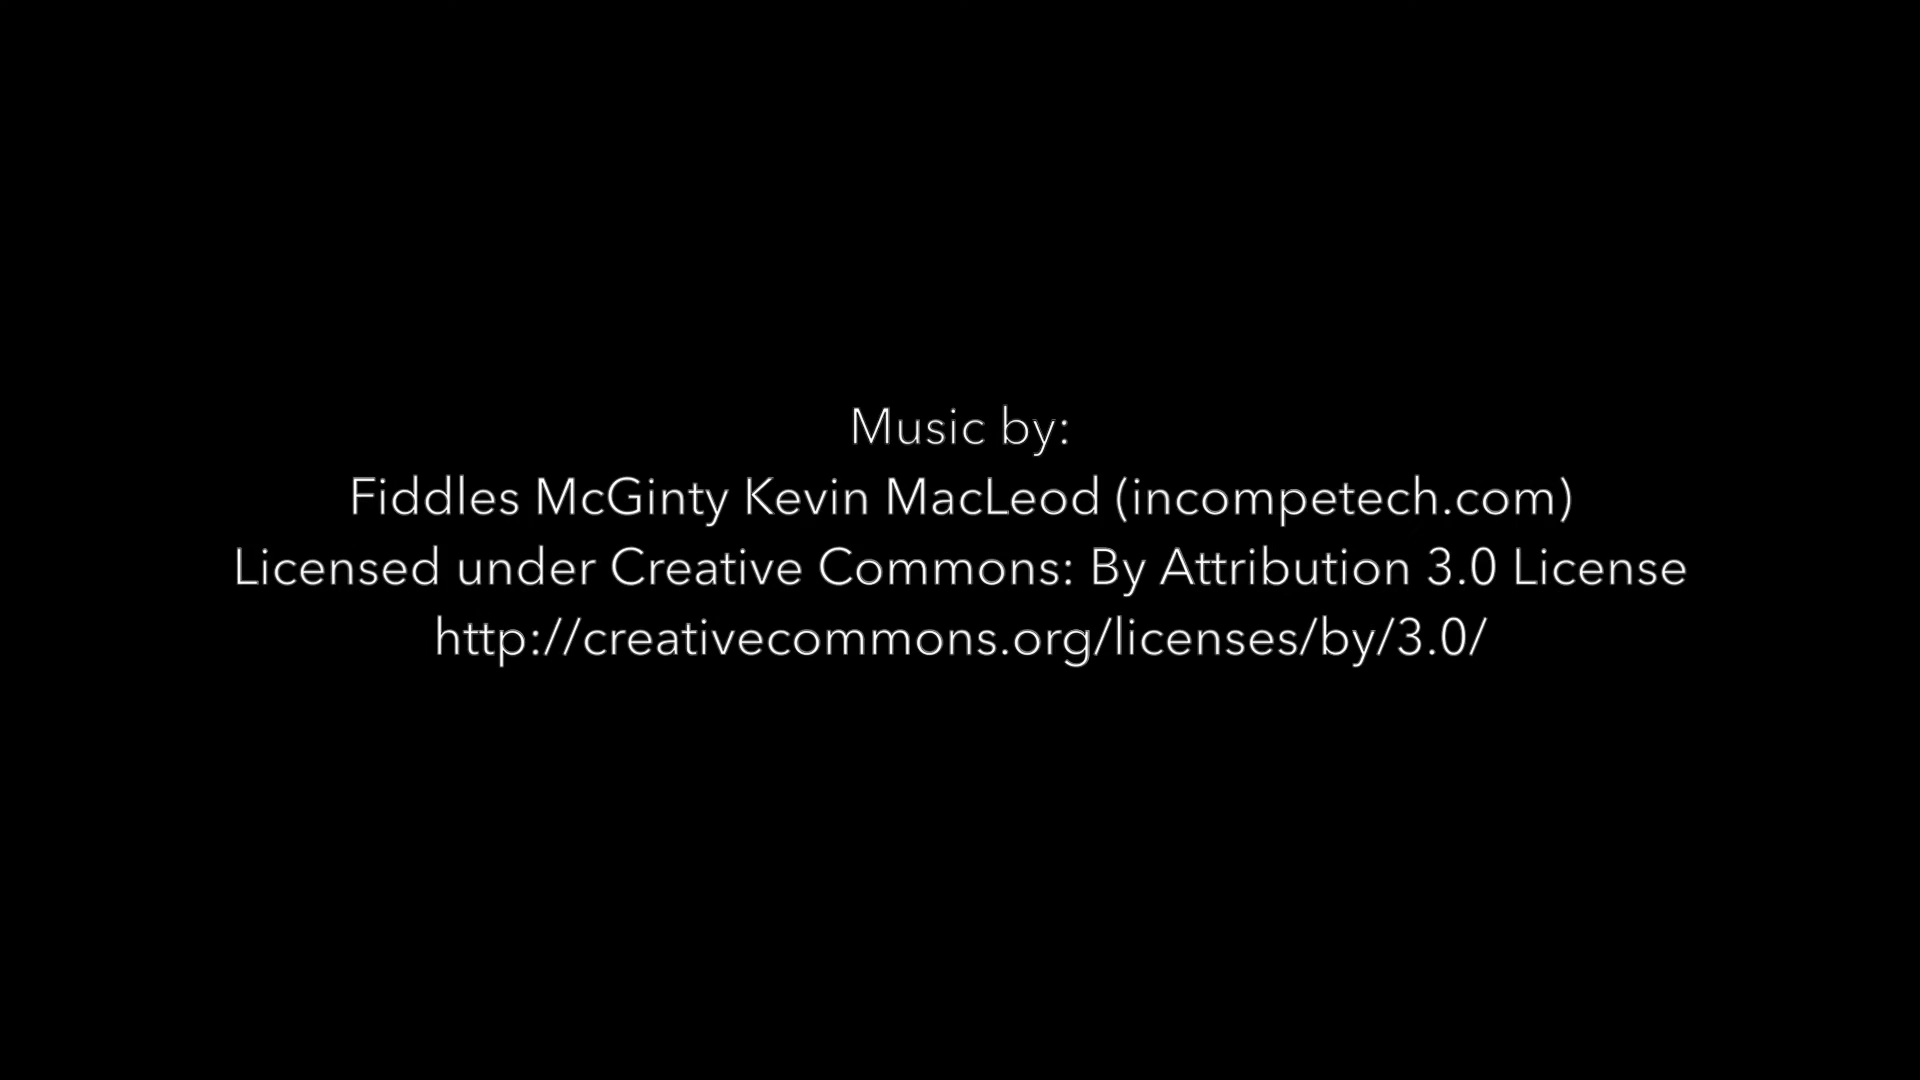 Music by:
Fiddles McGinty Kevin MacLeod (incompetech.com)
Licensed under Creative Commons: By Attribution 3.0 License
http://creativecommons.org/licenses/by/3.0/